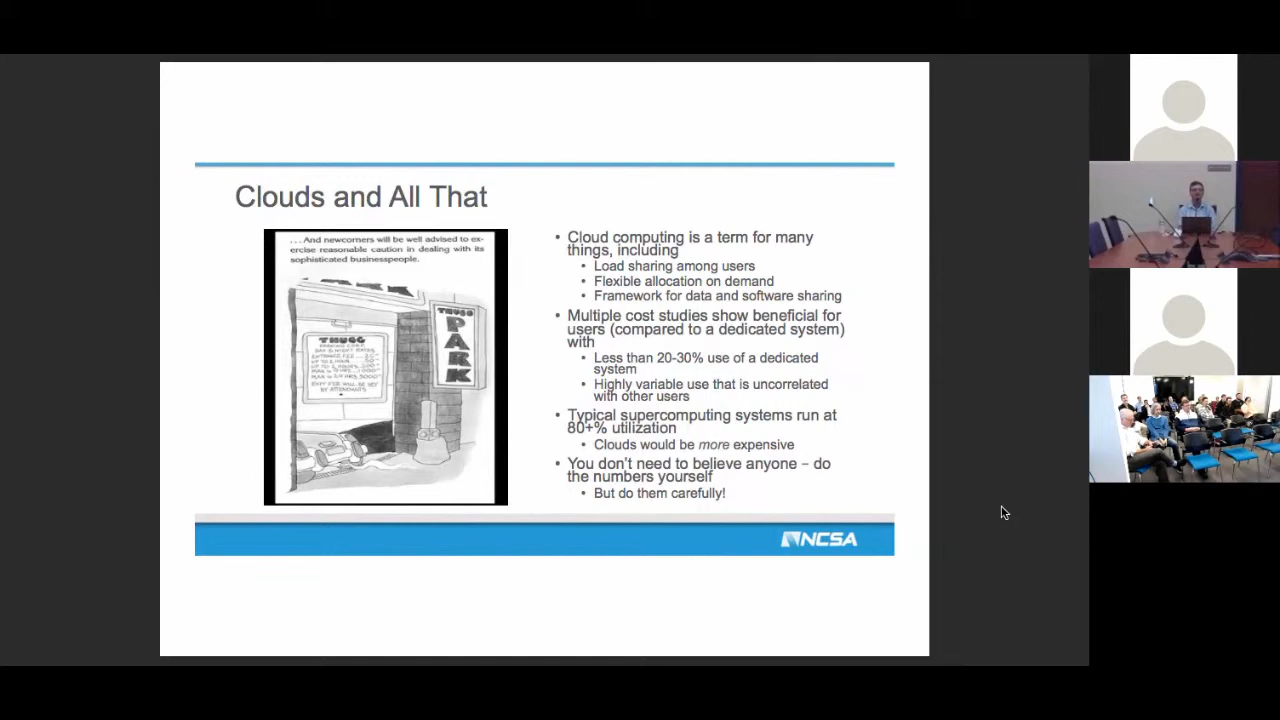 Clouds and All That
. . . And newcomers will be well advised to ex-
ercise reasonable caution in dealing with its
sophisticated businesspeople.
THUGG
PARK
THUGG
• Cloud computing is a term for many
things, including
• Load sharing among users
• Flexible allocation on demand
• Framework for data and software sharing
• Multiple cost studies show beneficial for
users (compared to a dedicated system)
with
• Less than 20-30% use of a dedicated
system
• Highly variable use that is uncorrelated
with other users
• Typical supercomputing systems run at
80+% utilization
• Clouds would be more expensive
• You don't need to believe anyone – do
the numbers yourself
• But do them carefully!
NCSA